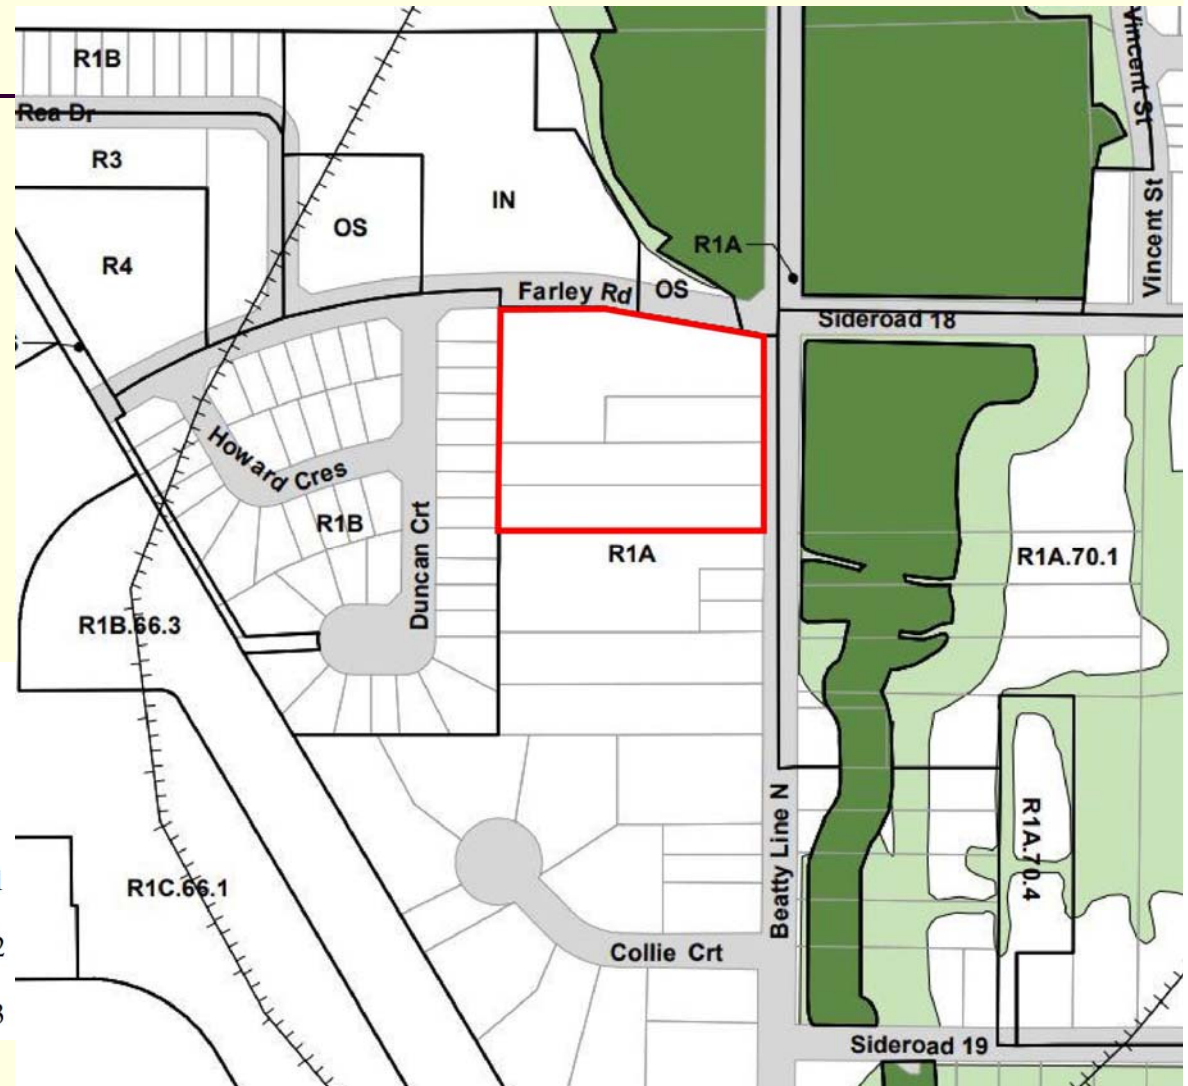 R1B
Vincent St
Rea Dr
R3
IN
Vincent St
OS
R1A
R4
Farley Rd
OS
Sideroad 18
Howard Cres
R1B
Duncan Crt
R1A
R1A.70.1
R1B.66.3
Beatty Line N
R1A.70.4
R1C.66.1
Collie Crt
2
3
Sideroad 19